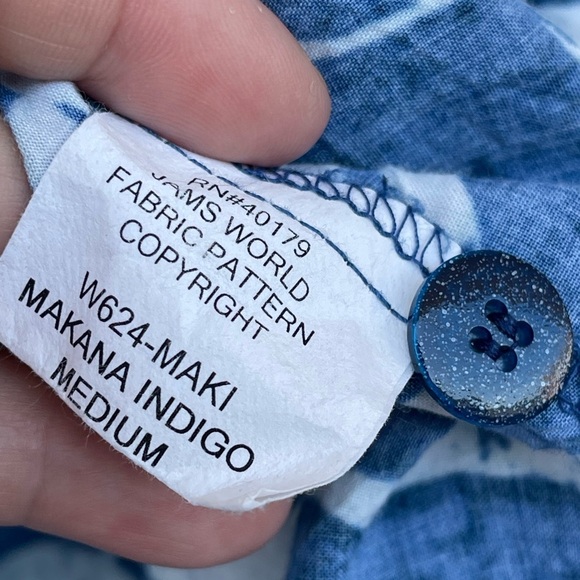 RN#40179
JAMS WORLD
FABRIC PATTERN
COPYRIGHT
W624-MAKI
MAKANA INDIGO
MEDIUM